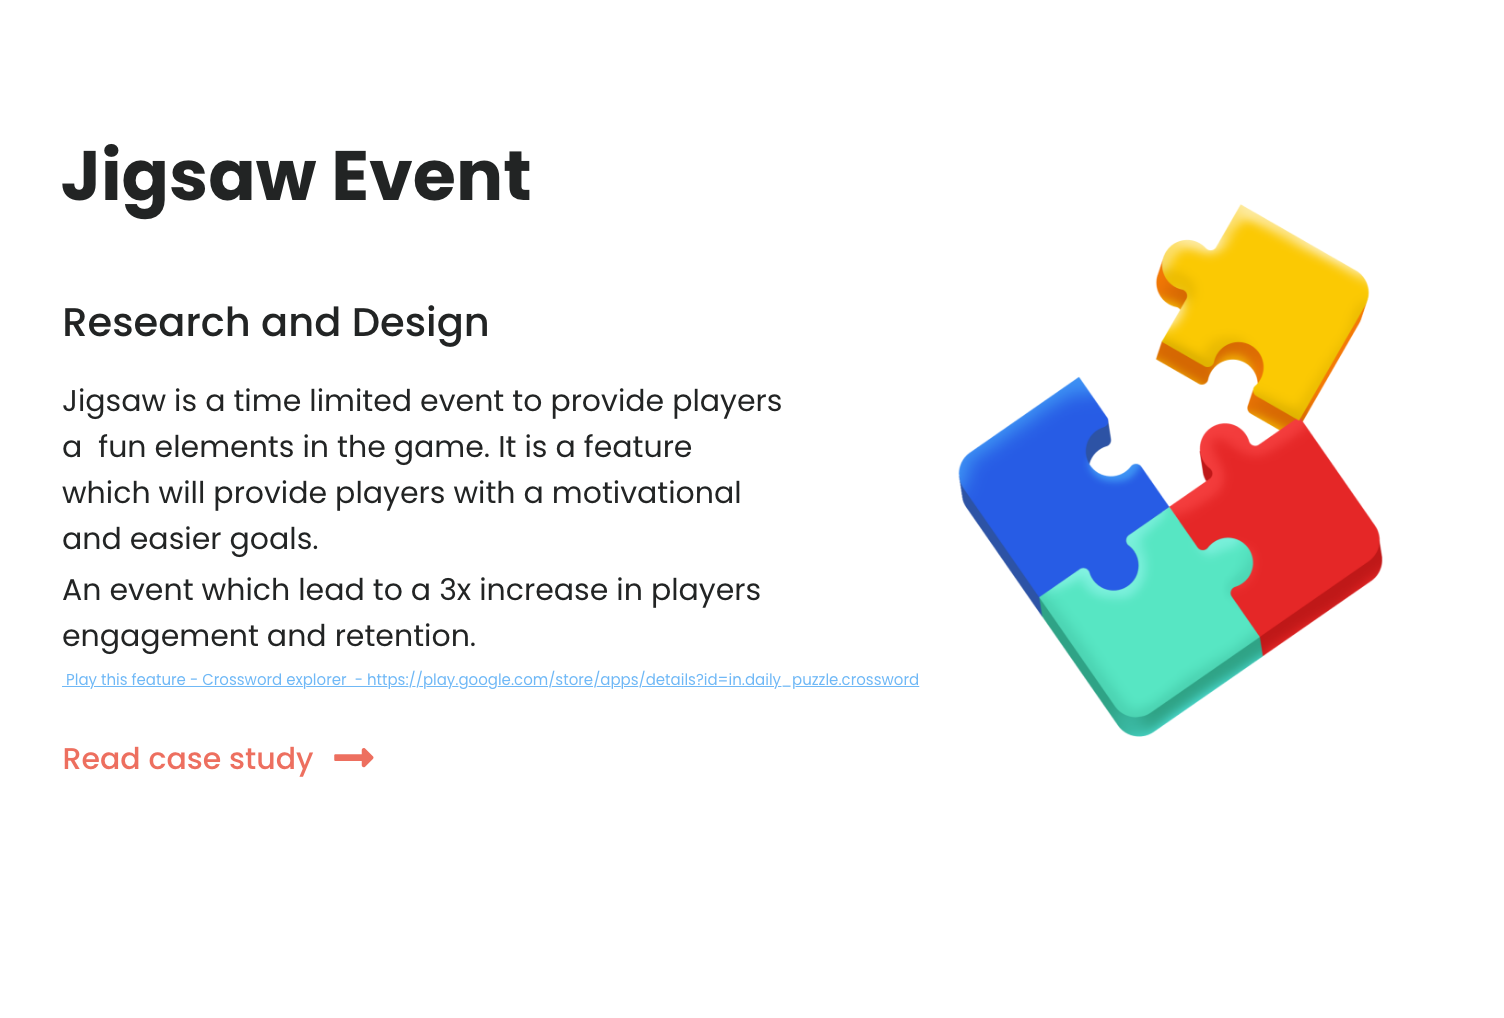 Jigsaw Event
Research and Design
Jigsaw is a time limited event to provide players
a  fun elements in the game. It is a feature
which will provide players with a motivational
and easier goals.
An event which lead to a 3x increase in players
engagement and retention.
Play this feature - Crossword explorer  - https://play.google.com/store/apps/details?id=in.daily_puzzle.crossword
Read case study